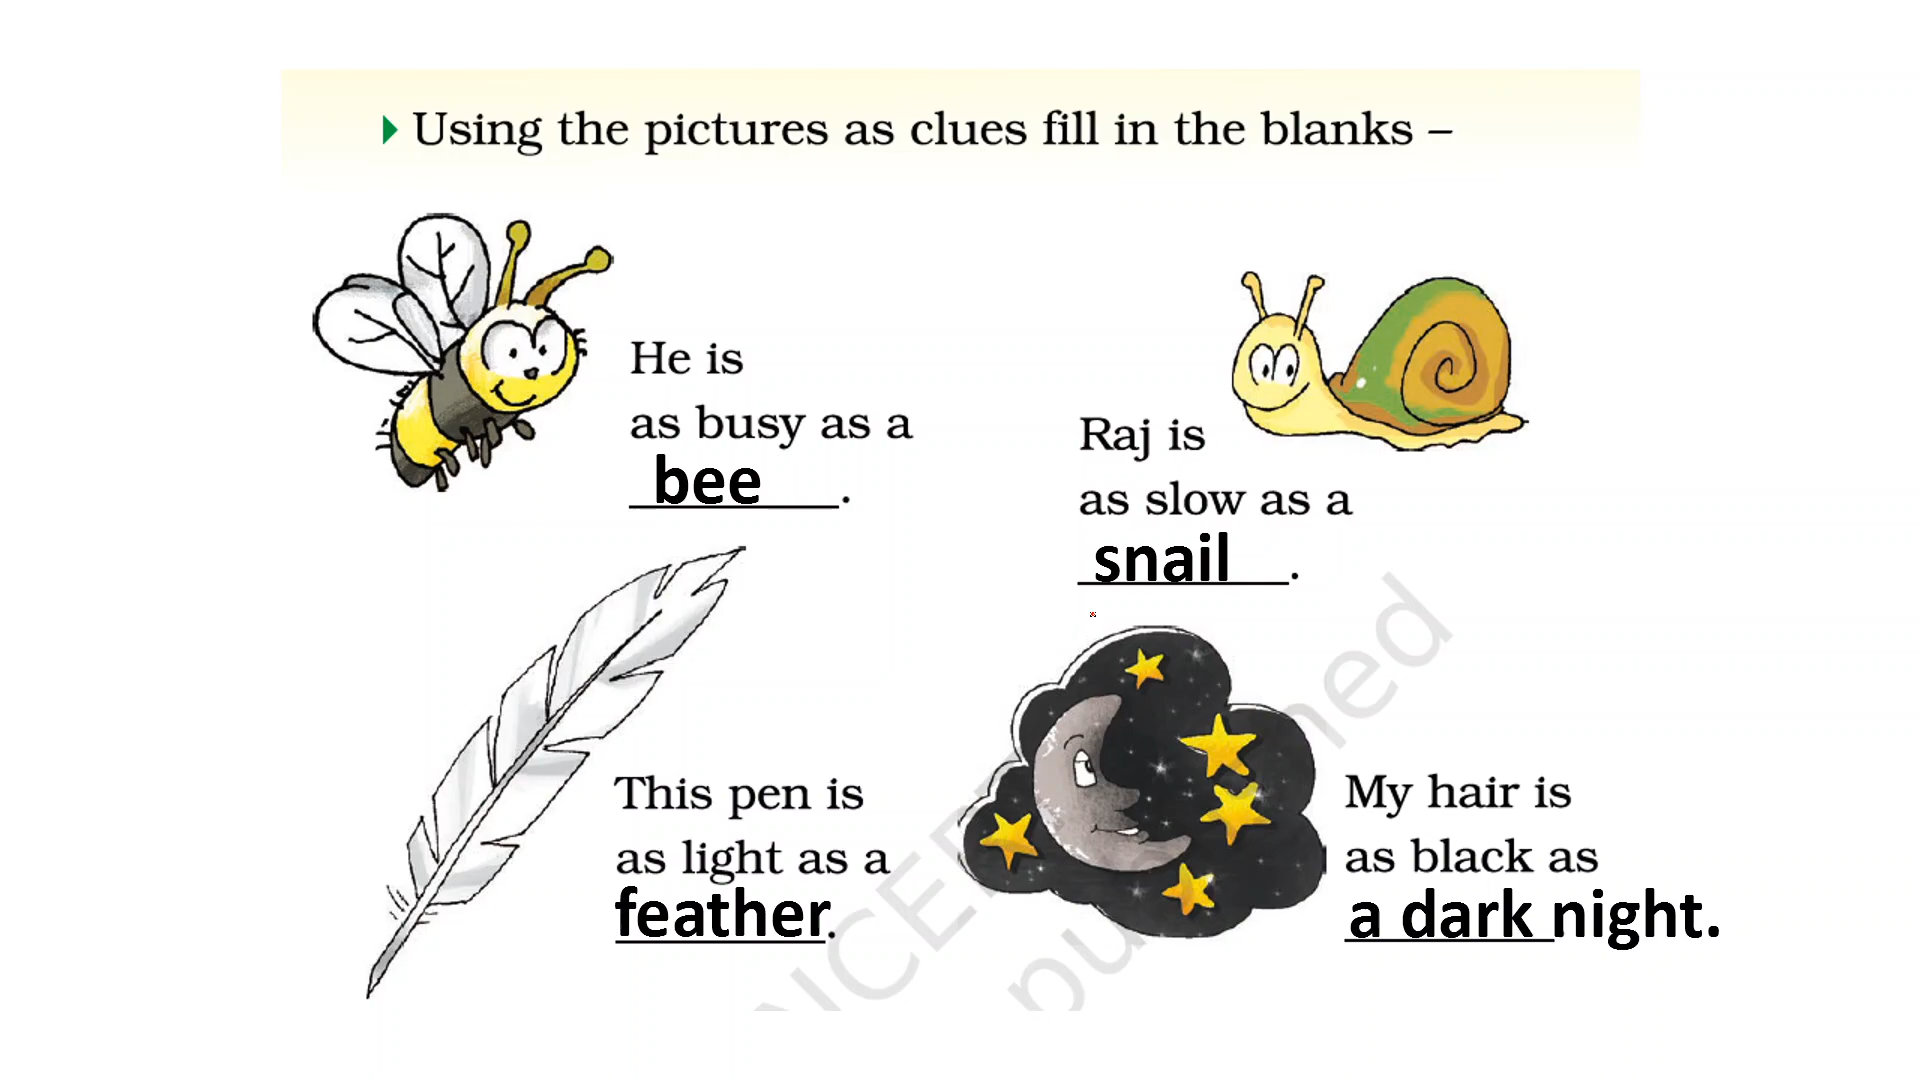 Using the pictures as clues fill in the blanks –
He is
as busy as a
bee.
Raj is
as slow as a
snail.
This pen is
as light as a
feather.
My hair is
as black as
a dark night.